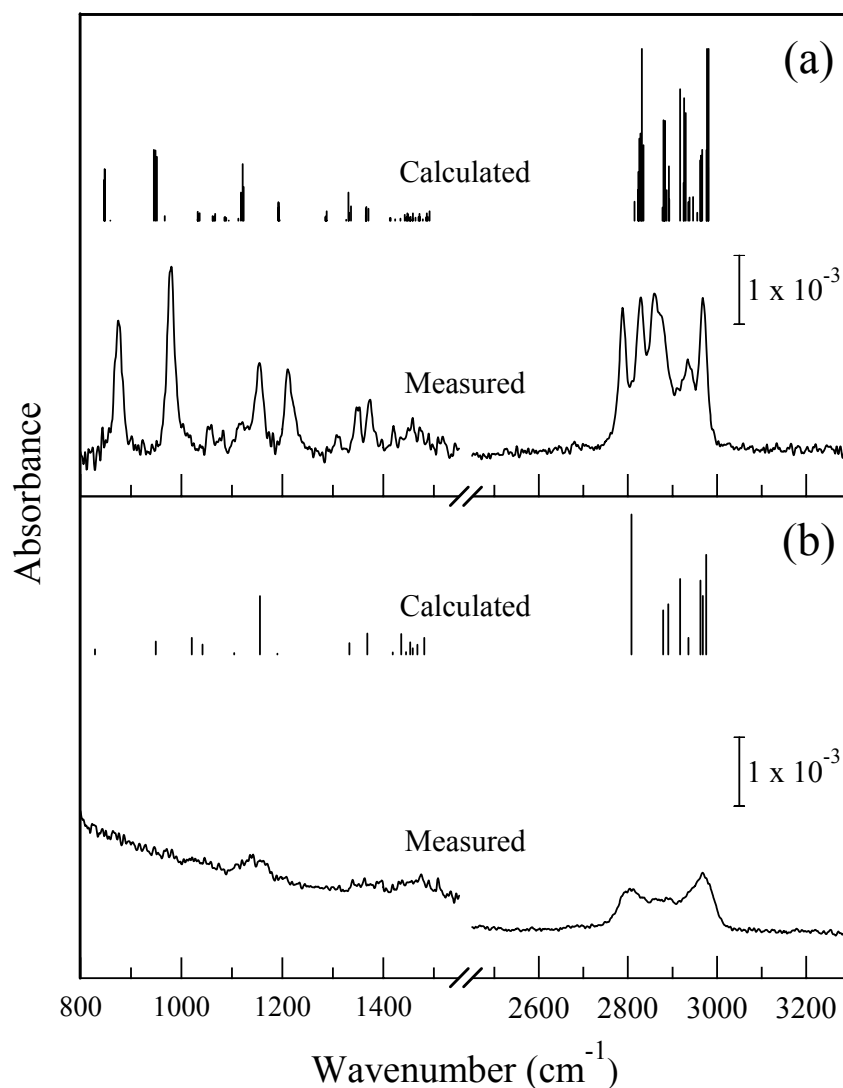 (a)
Calculated
1 x 10⁻³
Measured
Absorbance
(b)
Calculated
1 x 10⁻³
Measured
800 1000 1200 1400 2600 2800 3000 3200
Wavenumber (cm⁻¹)